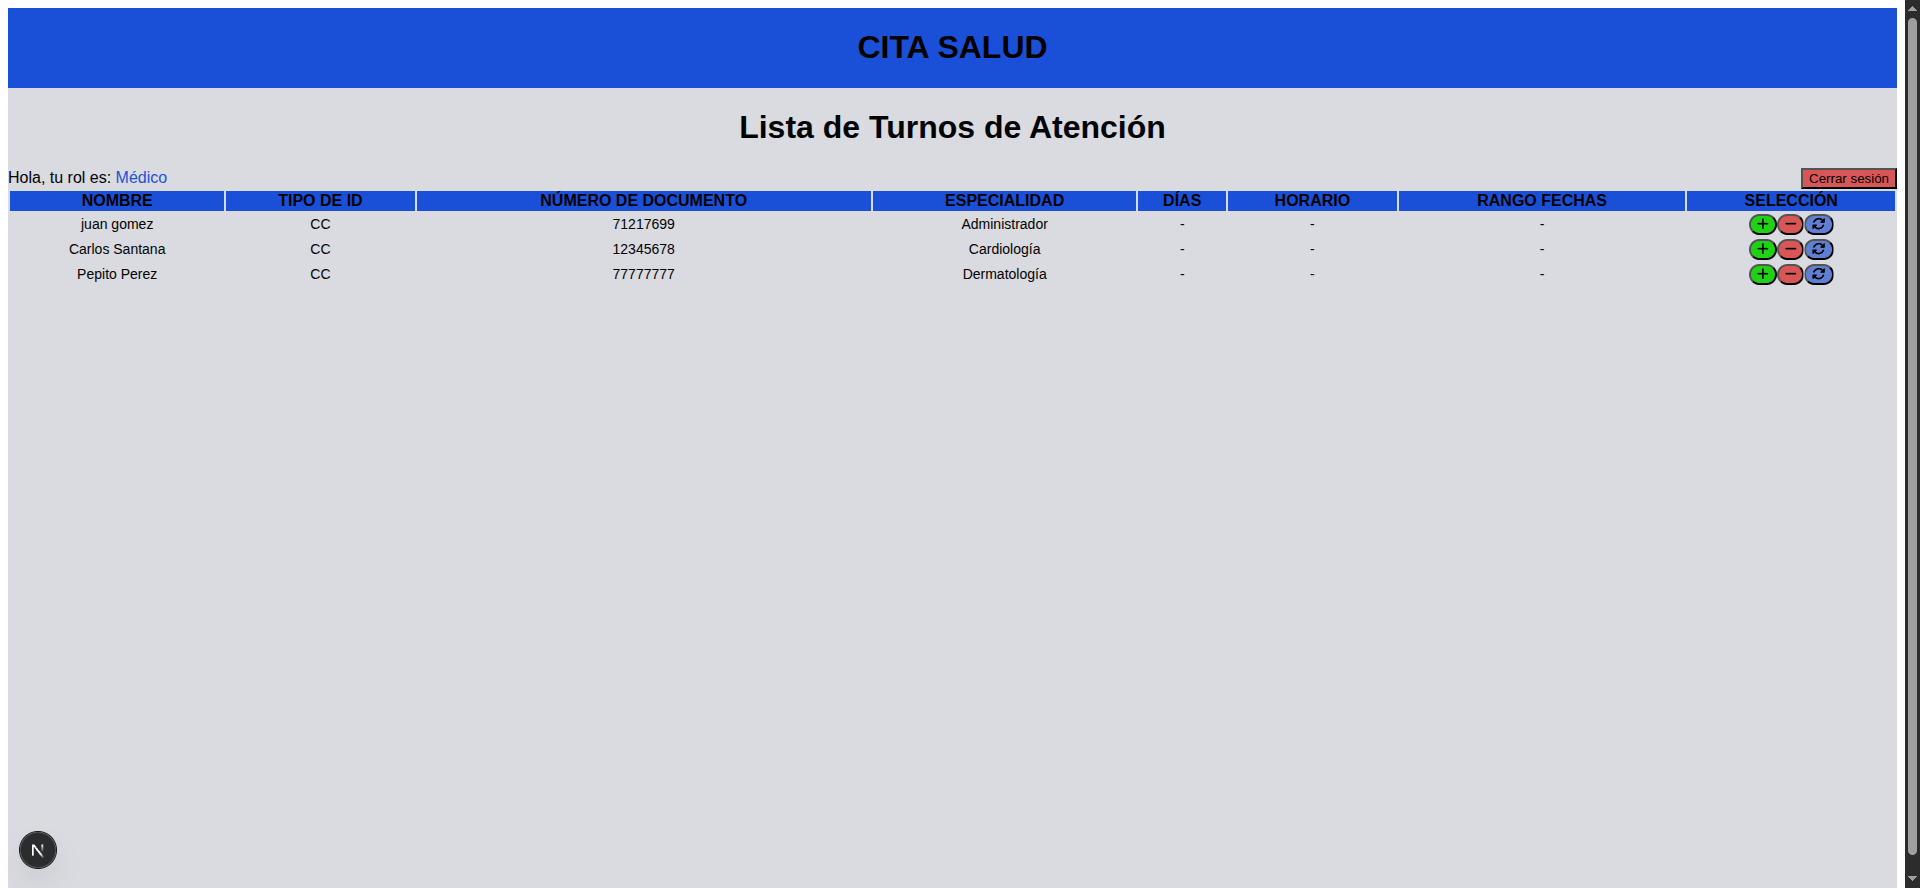 CITA SALUD
Lista de Turnos de Atención
Hola, tu rol es: Médico Cerrar sesión
NOMBRE TIPO DE ID NÚMERO DE DOCUMENTO ESPECIALIDAD DÍAS HORARIO RANGO FECHAS SELECCIÓN
juan gomez CC 71217699 Administrador - - -
Carlos Santana CC 12345678 Cardiología - - -
Pepito Perez CC 77777777 Dermatología - - -
N